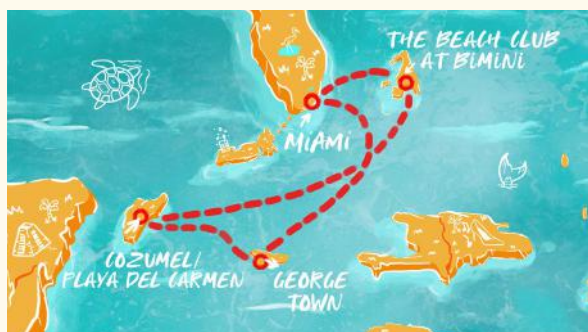 THE BEACH CLUB
AT BIMINI
MIAMI
COZUMEL/
PLAYA DEL CARMEN
GEORGE
TOWN